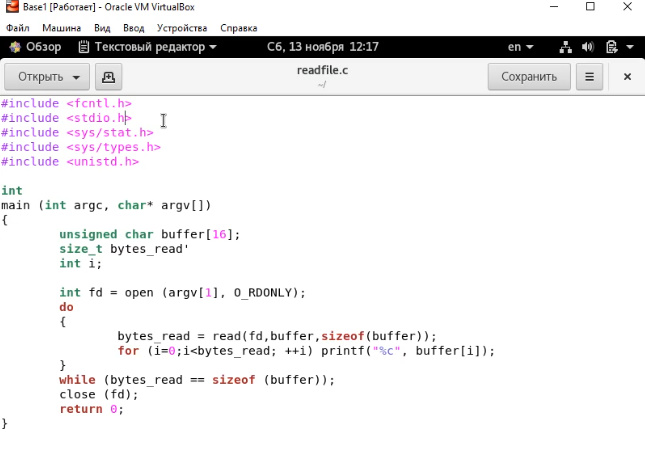 Base1 [Работает] - Oracle VM VirtualBox
Файл Машина Вид Ввод Устройства Справка
Обзор Текстовый редактор Сб, 13 ноября 12:17 en
Открыть readfile.c Сохранить
~/
#include <fcntl.h>
#include <stdio.h>
#include <sys/stat.h>
#include <sys/types.h>
#include <unistd.h>
int
main (int argc, char* argv[])
{
unsigned char buffer[16];
size_t bytes_read'
int i;
int fd = open (argv[1], O_RDONLY);
do
{
bytes_read = read(fd,buffer,sizeof(buffer));
for (i=0;i<bytes_read; ++i) printf("%c", buffer[i]);
}
while (bytes_read == sizeof (buffer));
close (fd);
return 0;
}